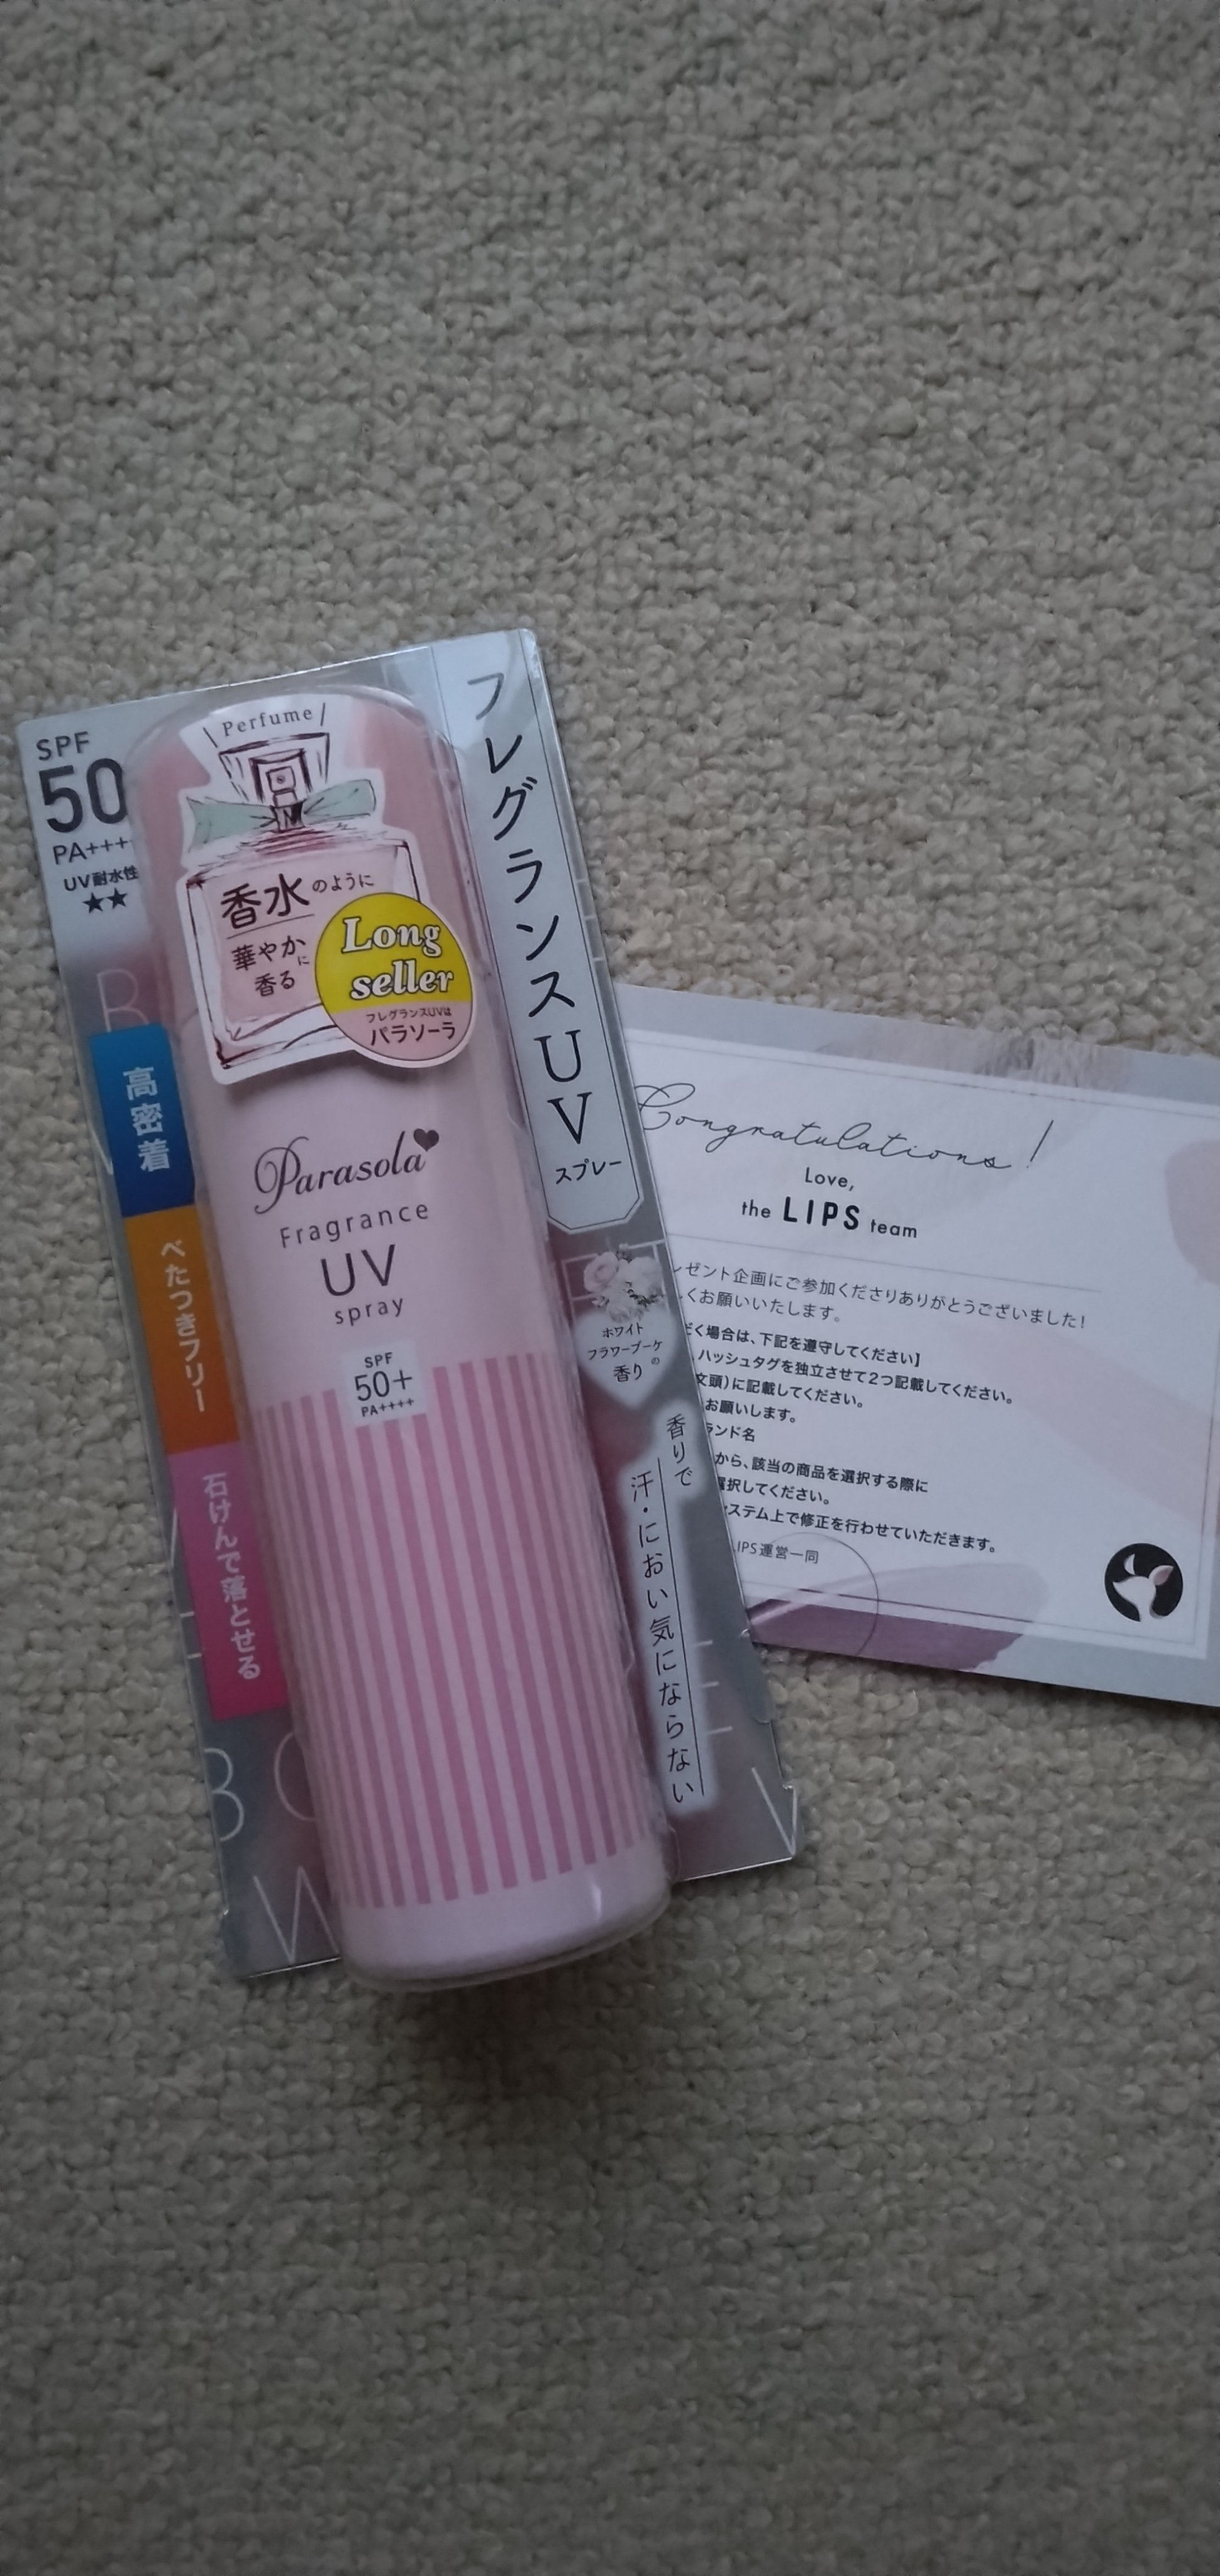 SPF
50
PA++++
UV耐水性
★★
Perfume
香水のように
華やかに
香る
Long
seller
フレグランスUVは
パラソーラ
フレグランスUV
スプレー
高密着
べたつきフリー
石けんで落とせる
Parasola
Fragrance
UV
spray
SPF
50+
PA++++
ホワイト
フラワーブーケの
香り
香りで
汗・におい気にならない
Congratulations!
Love,
the LIPS team
レゼント企画にご参加くださりありがとうございました!
くお願いいたします。
だく場合は、下記を遵守してください】
ハッシュタグを独立させて2つ記載してください。
文頭)に記載してください。
お願いします。
ランド名
から、該当の商品を選択する際に
選択してください。
システム上で修正を行わせていただきます。
LIPS運営一同